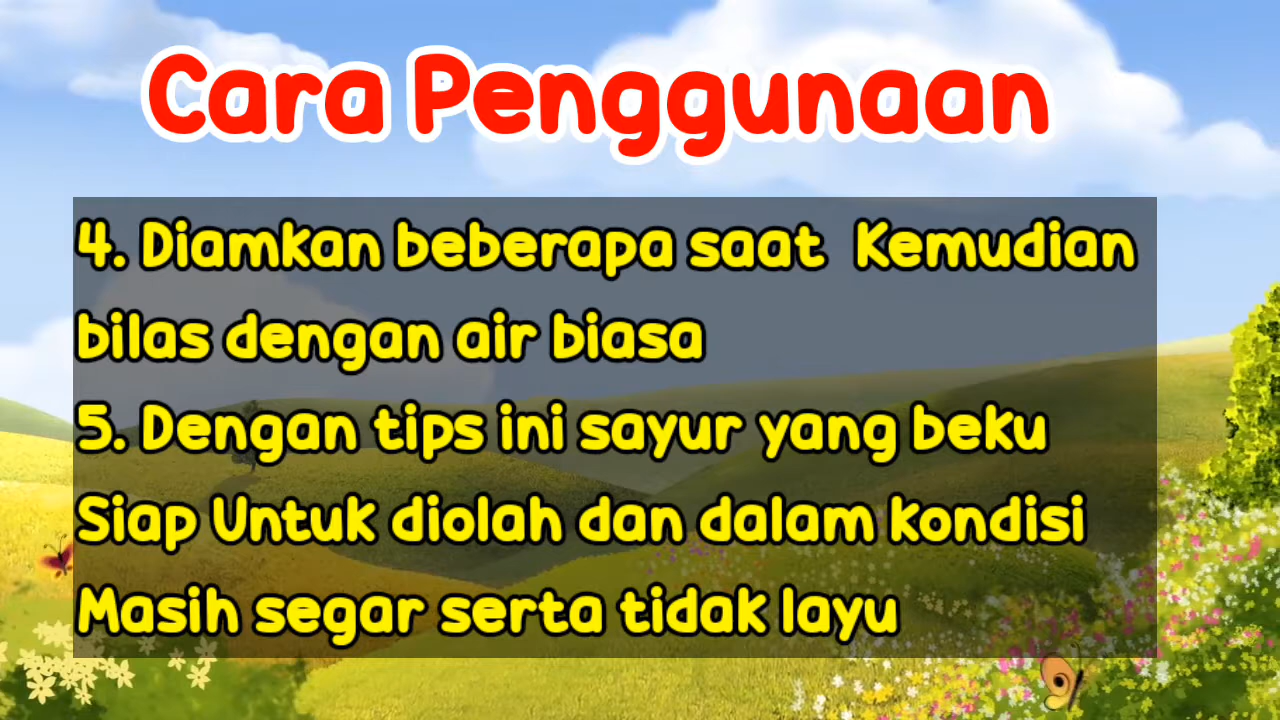 Cara Penggunaan
4. Diamkan beberapa saat  Kemudian
bilas dengan air biasa
5. Dengan tips ini sayur yang beku
Siap Untuk diolah dan dalam kondisi
Masih segar serta tidak layu